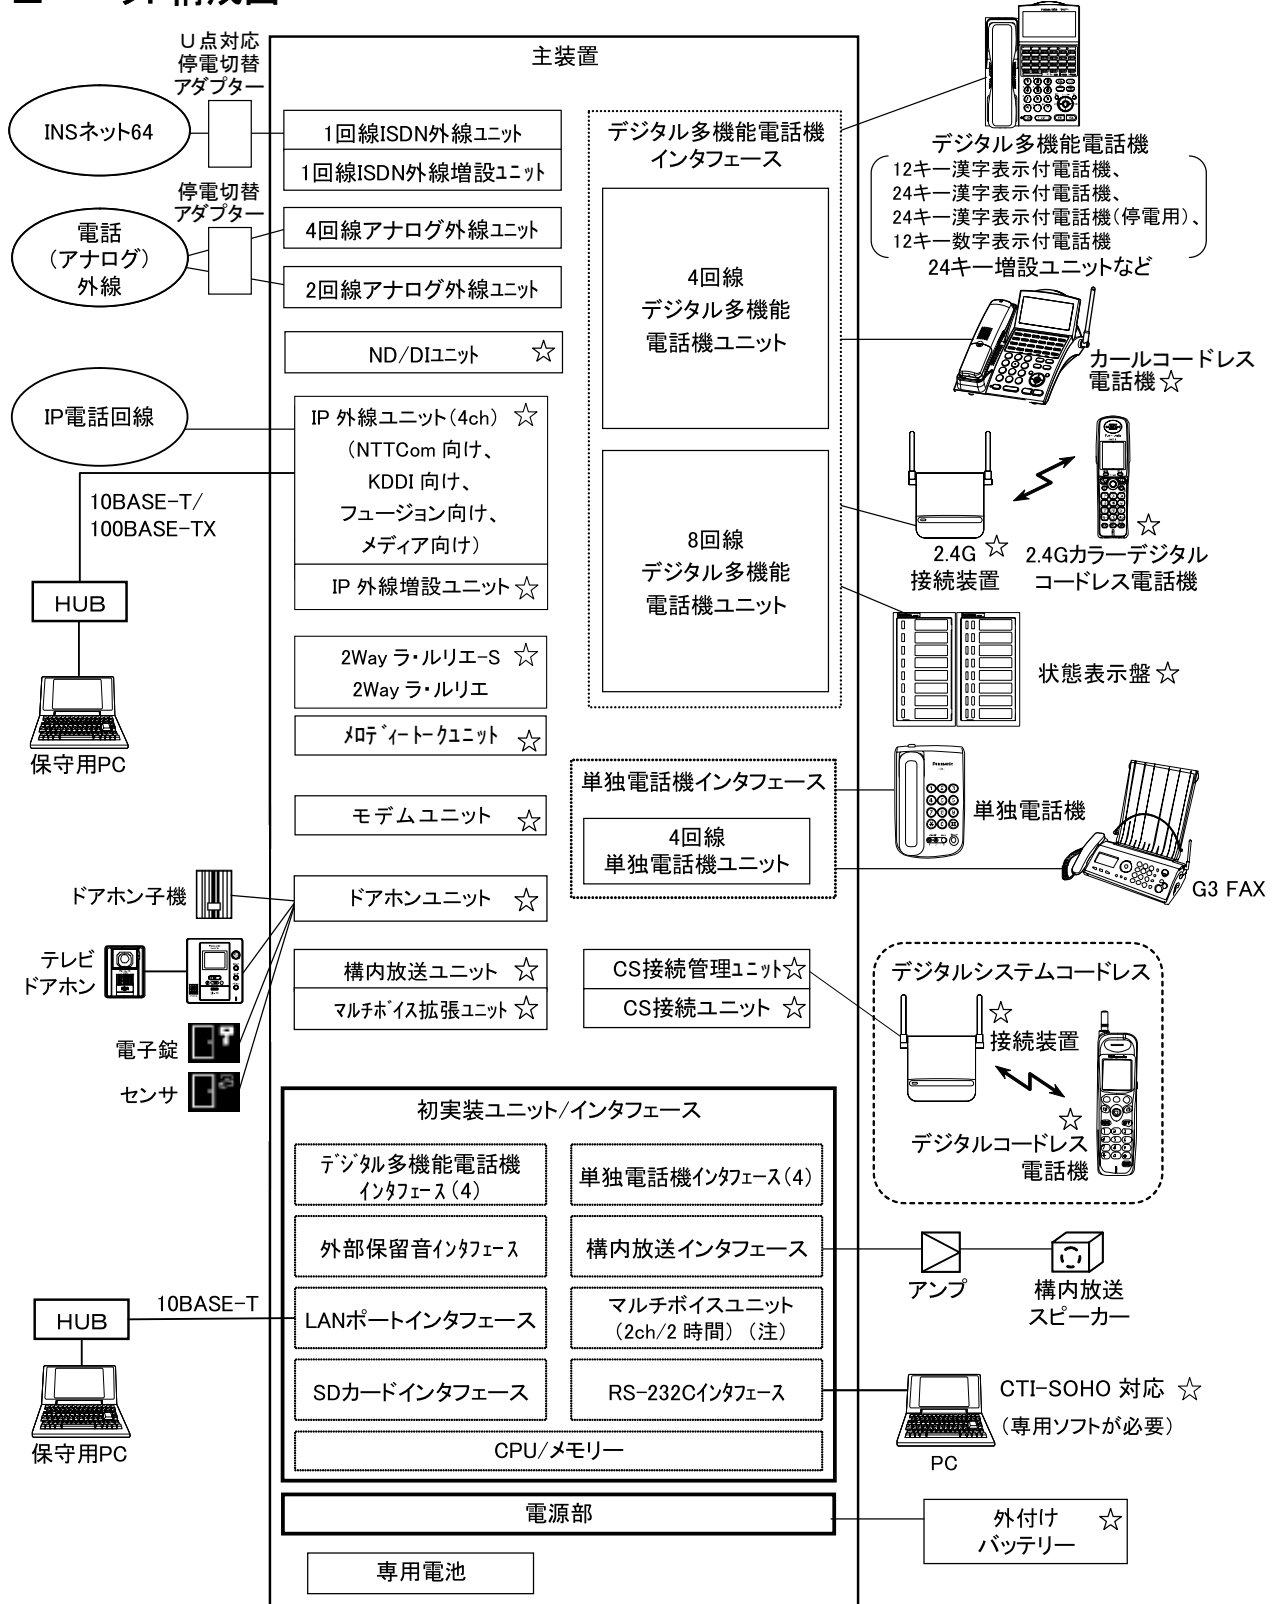 構成図
U点対応
停電切替
アダプター
主装置
INSネット64
1回線ISDN外線ユニット
1回線ISDN外線増設ユニット
停電切替
アダプター
電話
(アナログ)
外線
4回線アナログ外線ユニット
2回線アナログ外線ユニット
ND/DIユニット ☆
IP電話回線
IP 外線ユニット(4ch) ☆
(NTTCom 向け、
KDDI 向け、
フュージョン向け、
メディア向け)
IP 外線増設ユニット☆
10BASE-T/
100BASE-TX
HUB
保守用PC
2Way ラ・ルリエ-S ☆
2Way ラ・ルリエ
メロディートークユニット ☆
モデムユニット ☆
ドアホン子機
ドアホンユニット ☆
テレビ
ドアホン
構内放送ユニット ☆
マルチボイス拡張ユニット ☆
電子錠
センサ
デジタル多機能電話機
インタフェース
4回線
デジタル多機能
電話機ユニット
8回線
デジタル多機能
電話機ユニット
単独電話機インタフェース
4回線
単独電話機ユニット
CS接続管理ユニット☆
CS接続ユニット ☆
デジタル多機能電話機
12キー漢字表示付電話機、
24キー漢字表示付電話機、
24キー漢字表示付電話機(停電用)、
12キー数字表示付電話機
24キー増設ユニットなど
カールコードレス
電話機☆
2.4G ☆
接続装置
☆
2.4Gカラーデジタル
コードレス電話機
状態表示盤☆
Panasonic
単独電話機
G3 FAX
デジタルシステムコードレス
☆
接続装置
☆
デジタルコードレス
電話機
初実装ユニット/インタフェース
デジタル多機能電話機
インタフェース(4)
単独電話機インタフェース(4)
外部保留音インタフェース
構内放送インタフェース
アンプ
構内放送
スピーカー
10BASE-T
HUB
保守用PC
LANポートインタフェース
マルチボイスユニット
(2ch/2 時間) (注)
SDカードインタフェース
RS-232Cインタフェース
CTI-SOHO 対応 ☆
(専用ソフトが必要)
PC
CPU/メモリー
電源部
外付け ☆
バッテリー
専用電池